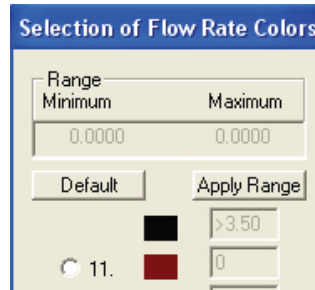 Selection of Flow Rate Colors
Range
Minimum Maximum
0.0000 0.0000
Default Apply Range
>3.50
11. 0